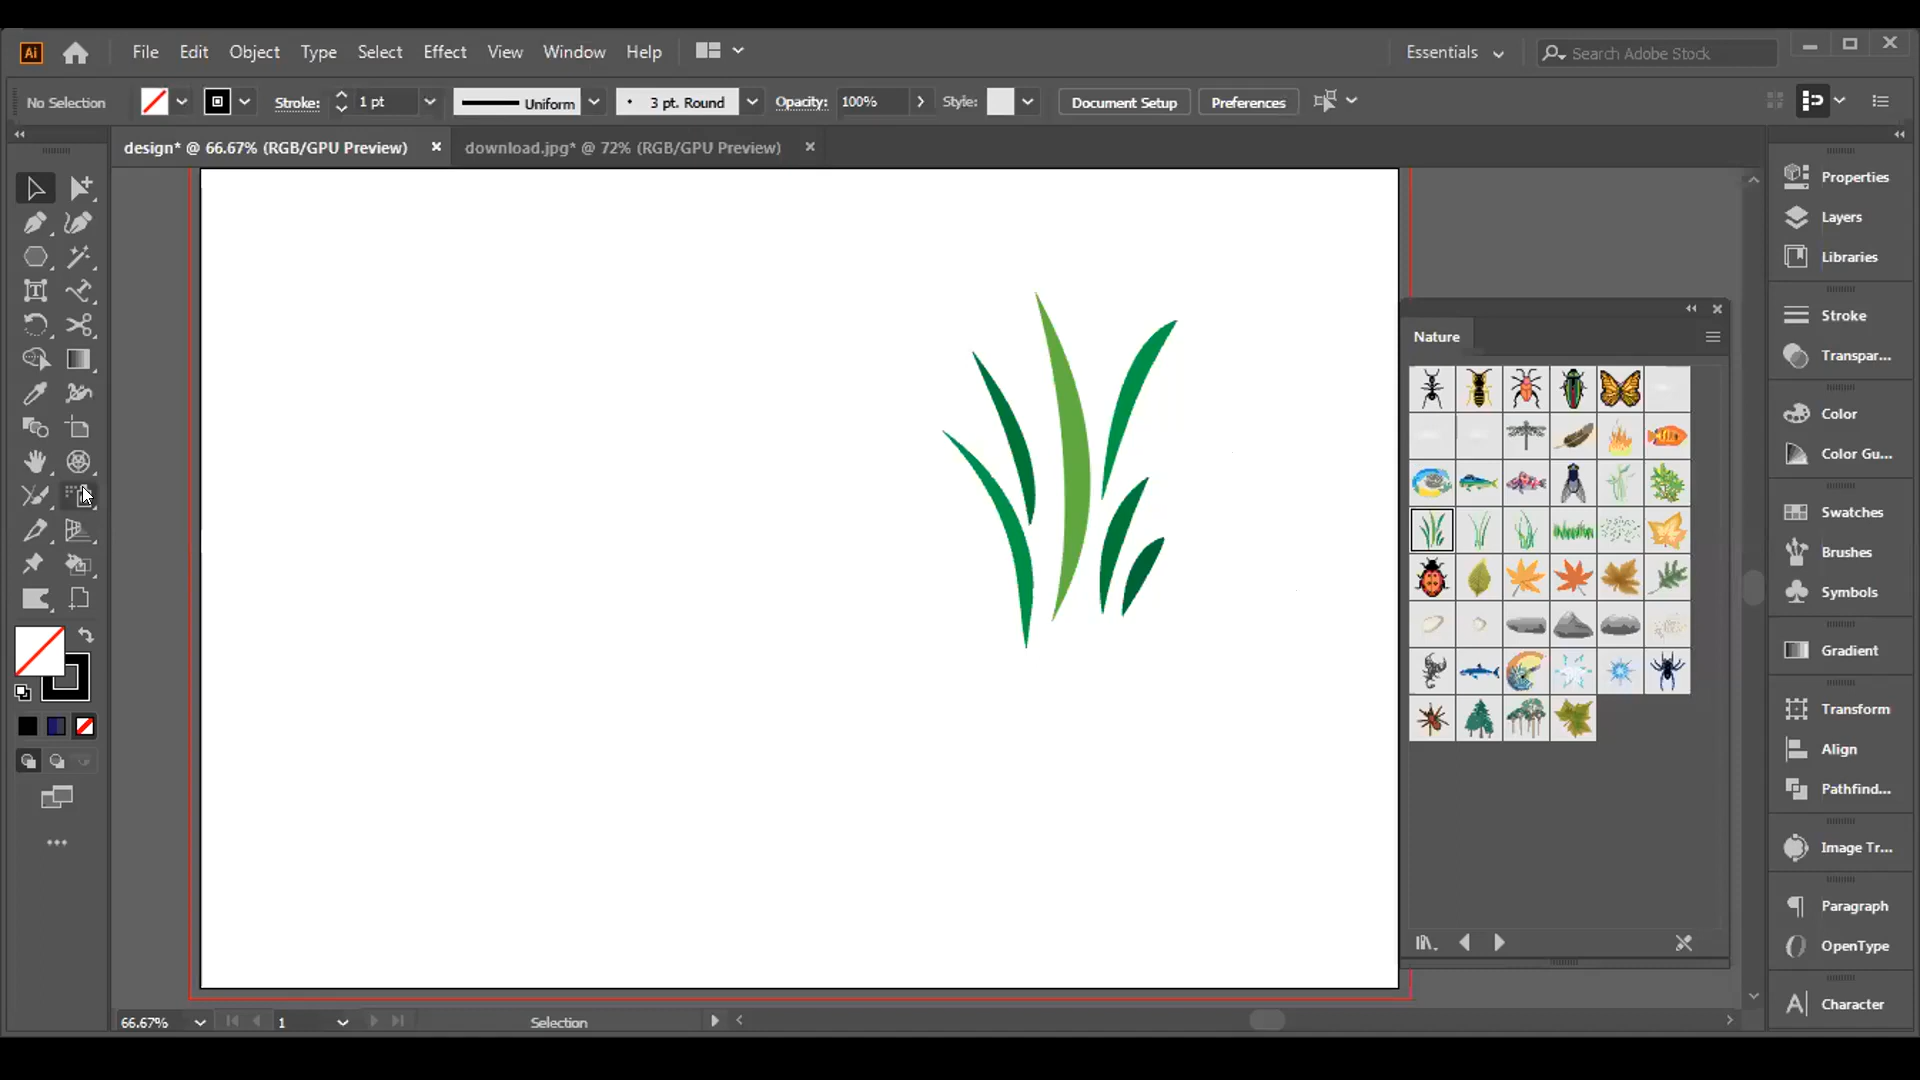 Ai File Edit Object Type Select Effect View Window Help Essentials Search Adobe Stock
No Selection Stroke: 1 pt Uniform 3 pt. Round Opacity: 100% Style: Document Setup Preferences
design* @ 66.67% (RGB/GPU Preview) × download.jpg* @ 72% (RGB/GPU Preview) ×
Nature
Properties
Layers
Libraries
Stroke
Transpar...
Color
Color Gu...
Swatches
Brushes
Symbols
Gradient
Transform
Align
Pathfind...
Image Tr...
Paragraph
OpenType
Character
66.67% 1 Selection